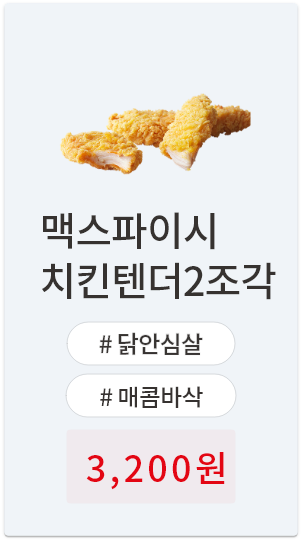 맥스파이시
치킨텐더2조각
# 닭안심살
# 매콤바삭
3,200원